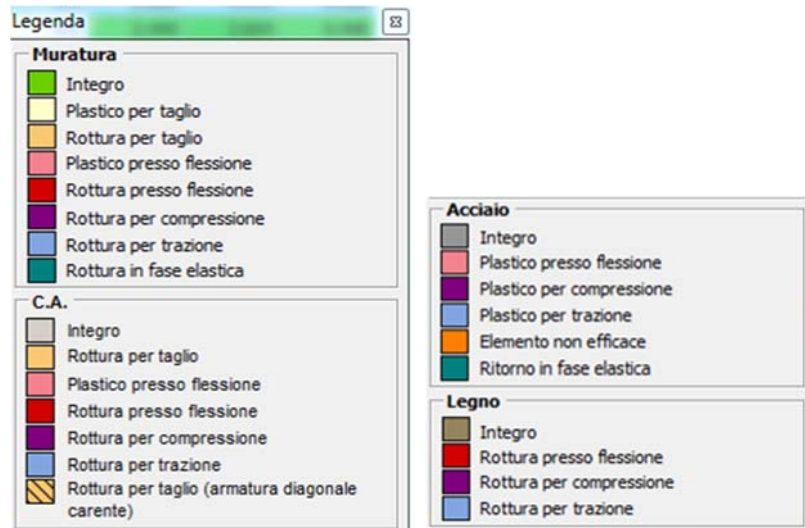 Legenda
Muratura
Integro
Plastico per taglio
Rottura per taglio
Plastico presso flessione
Rottura presso flessione
Rottura per compressione
Rottura per trazione
Rottura in fase elastica
C.A.
Integro
Rottura per taglio
Plastico presso flessione
Rottura presso flessione
Rottura per compressione
Rottura per trazione
Rottura per taglio (armatura diagonale
carente)
Acciaio
Integro
Plastico presso flessione
Plastico per compressione
Plastico per trazione
Elemento non efficace
Ritorno in fase elastica
Legno
Integro
Rottura presso flessione
Rottura per compressione
Rottura per trazione